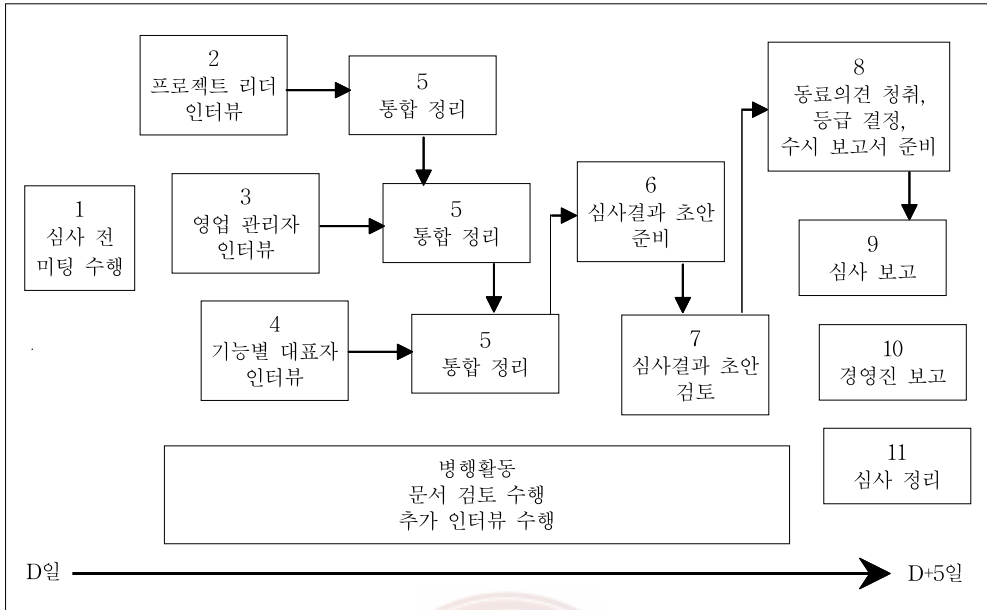 1
심사 전
미팅 수행
2
프로젝트 리더
인터뷰
5
통합 정리
3
영업 관리자
인터뷰
5
통합 정리
4
기능별 대표자
인터뷰
5
통합 정리
6
심사결과 초안
준비
7
심사결과 초안
검토
8
동료의견 청취,
등급 결정,
수시 보고서 준비
9
심사 보고
10
경영진 보고
11
심사 정리
병행활동
문서 검토 수행
추가 인터뷰 수행
D일
D+5일